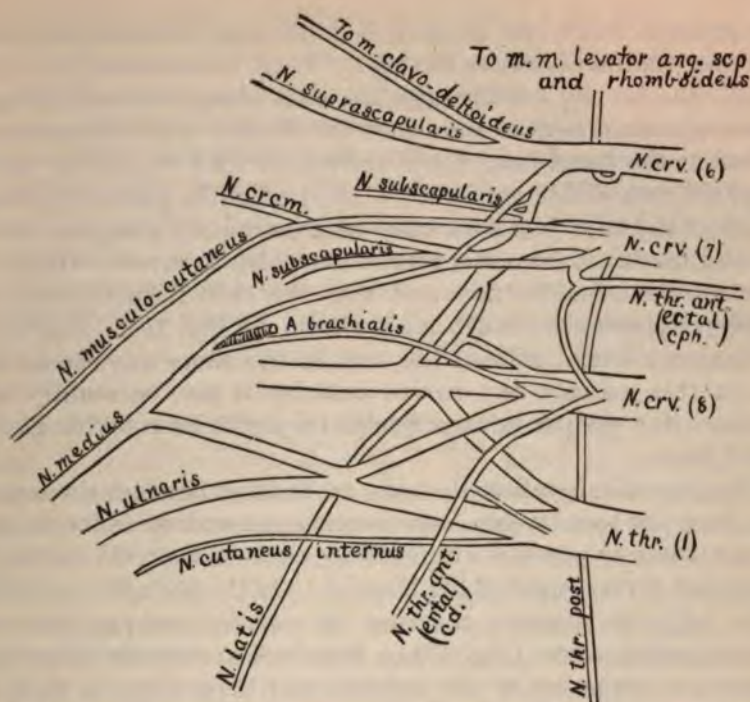 To m. clavo-deltoideus
To m.m. levator ang. scp
and rhomboideus
N. suprascapularis
N. crv. (6)
N subscapularis
N. crcm.
N. crv. (7)
N. subscapularis
N. musculo-cutaneus
N. thr. ant.
(ectal)
cph.
A brachialis
N. crv. (8)
N. medius
N. ulnaris
N. thr. (1)
N. cutaneus internus
N. thr. ant.
(ental)
cd.
N. latis
N. thr. post